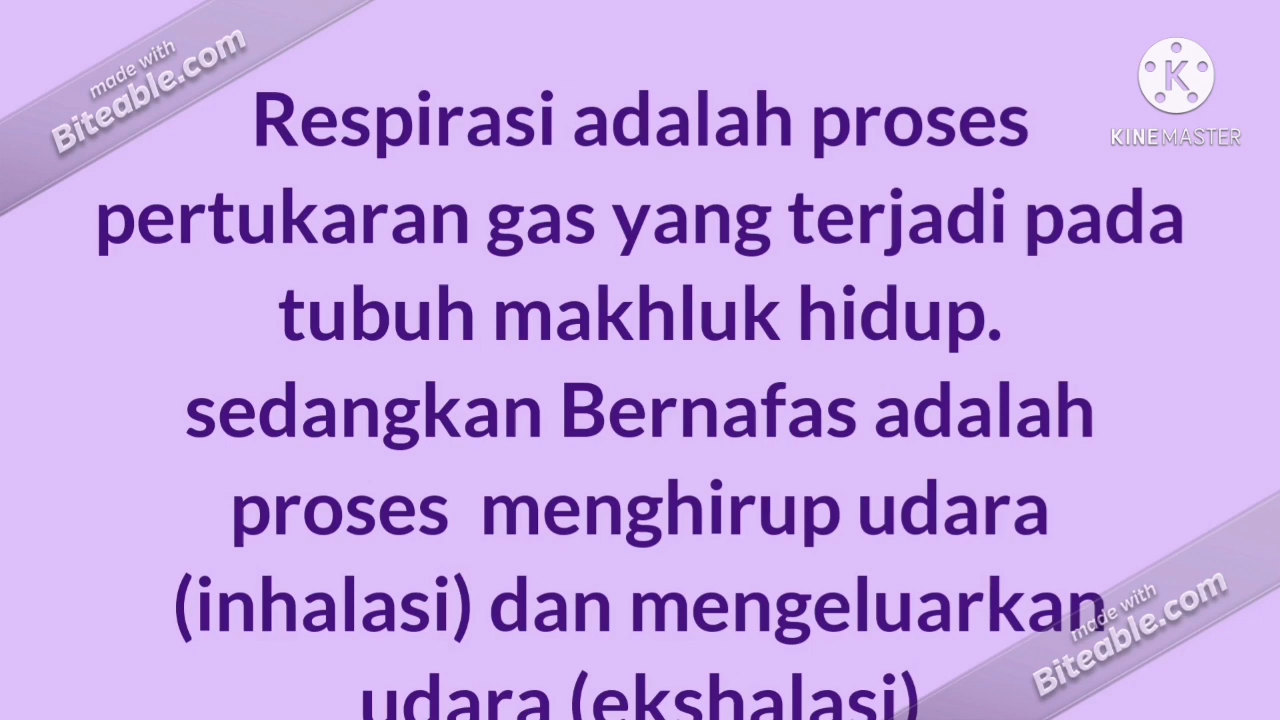 made with
Biteable.com
KINEMASTER
Respirasi adalah proses
pertukaran gas yang terjadi pada
tubuh makhluk hidup.
sedangkan Bernafas adalah
proses  menghirup udara
(inhalasi) dan mengeluarkan
udara (ekshalasi)
made with
Biteable.com